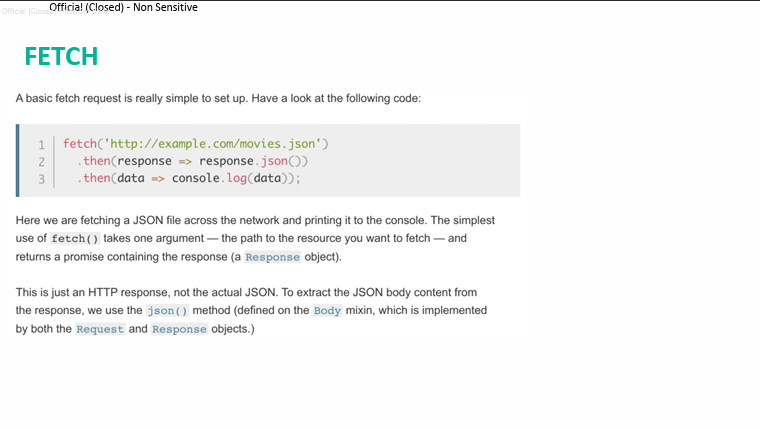 Official (Closed) - Non Sensitive
FETCH
A basic fetch request is really simple to set up. Have a look at the following code:
1 fetch('http://example.com/movies.json')
2 .then(response => response.json())
3 .then(data => console.log(data));
Here we are fetching a JSON file across the network and printing it to the console. The simplest
use of fetch() takes one argument — the path to the resource you want to fetch — and
returns a promise containing the response (a Response object).
This is just an HTTP response, not the actual JSON. To extract the JSON body content from
the response, we use the json() method (defined on the Body mixin, which is implemented
by both the Request and Response objects.)